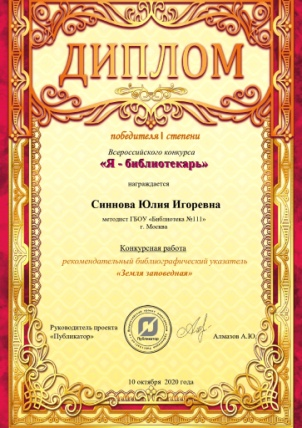 ДИПЛОМ
победителя I степени
Всероссийского конкурса
«Я - библиотекарь»
награждается
Синнова Юлия Игоревна
методист ГБОУ «Библиотека №111»
г. Москва
Конкурсная работа
рекомендательный библиографический указатель
«Земля заповедная»
Руководитель проекта
«Публикатор»
Публикатор
Алмазов А.Ю.
10 октября 2020 года